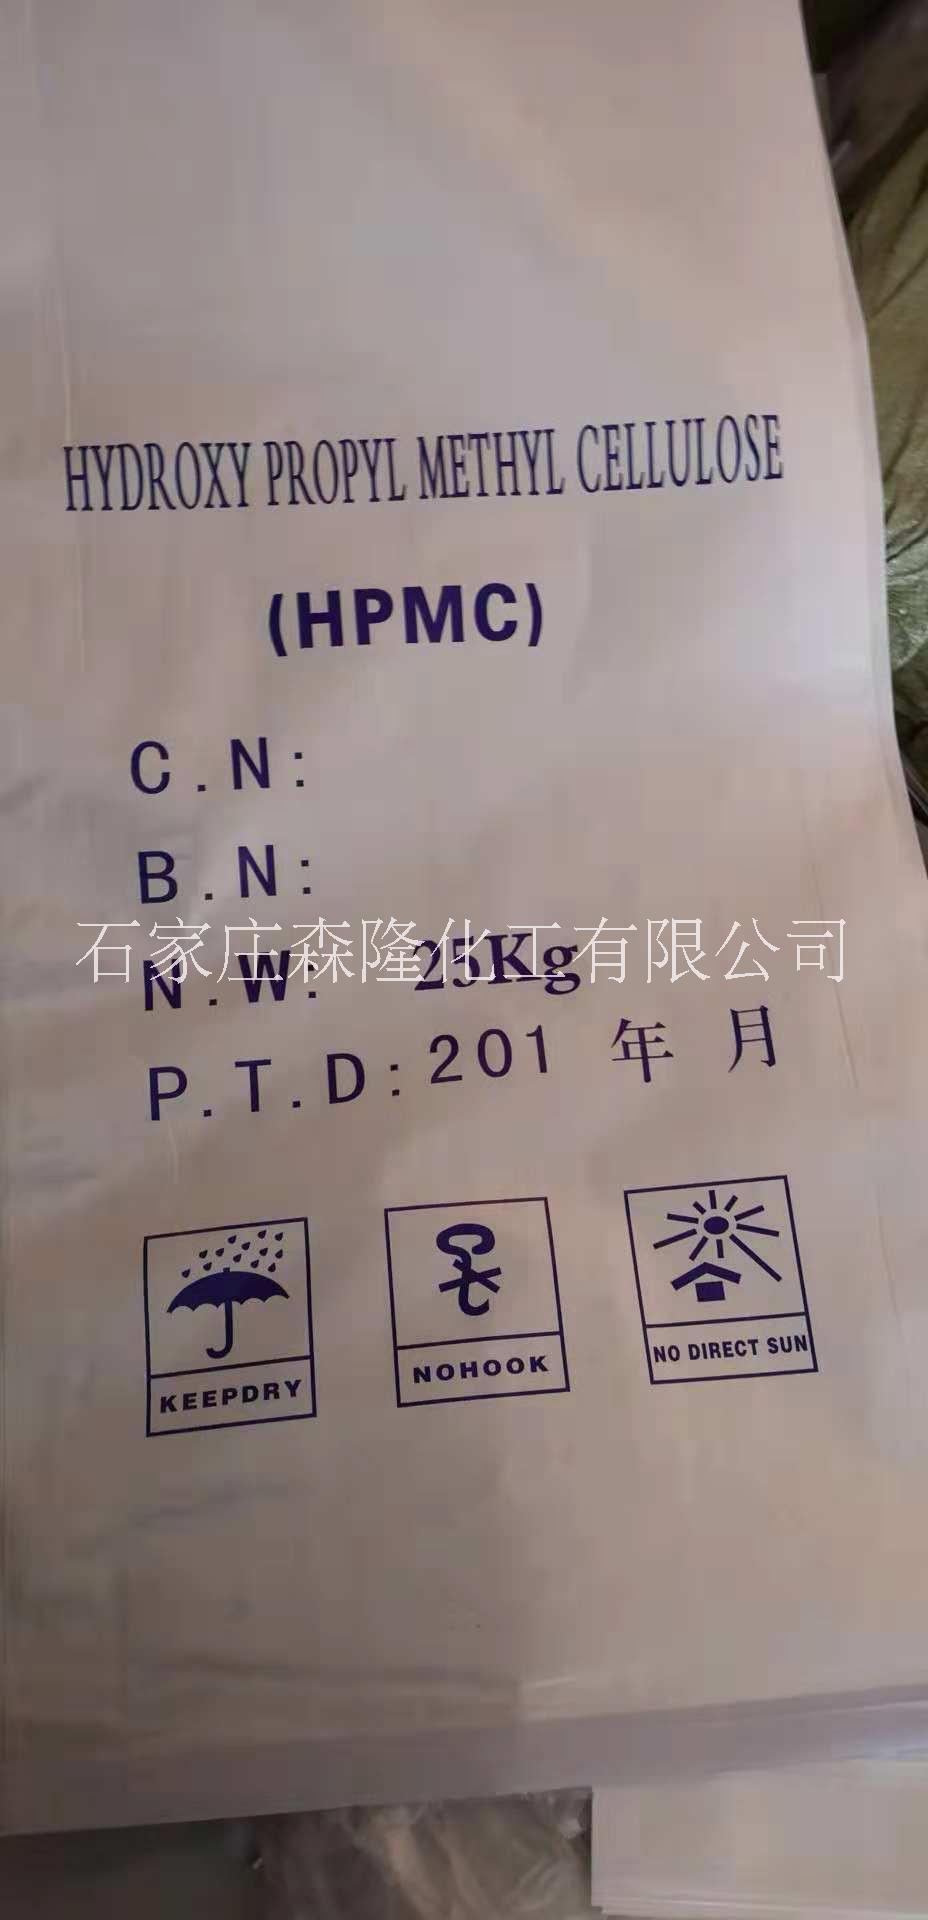 HYDROXY PROPYL METHYL CELLULOSE
(HPMC)
C.N:
B.N:
石家庄森隆化工有限公司
N.W: 25Kg
P.T.D:201 年 月
KEEPDRY
NOHOOK
NO DIRECT SUN